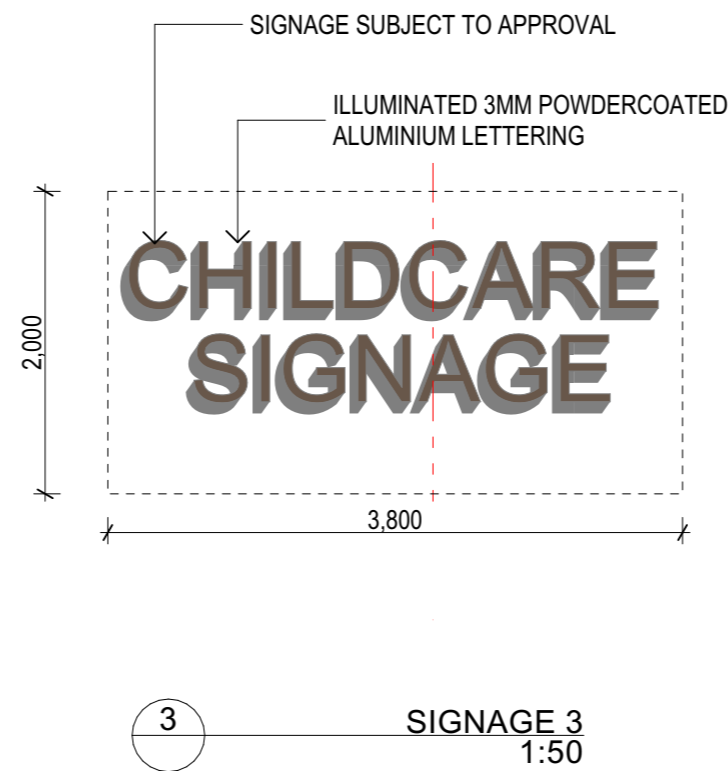 SIGNAGE SUBJECT TO APPROVAL
ILLUMINATED 3MM POWDERCOATED
ALUMINIUM LETTERING
CHILDCARE
SIGNAGE
2,000
3,800
3
SIGNAGE 3
1:50